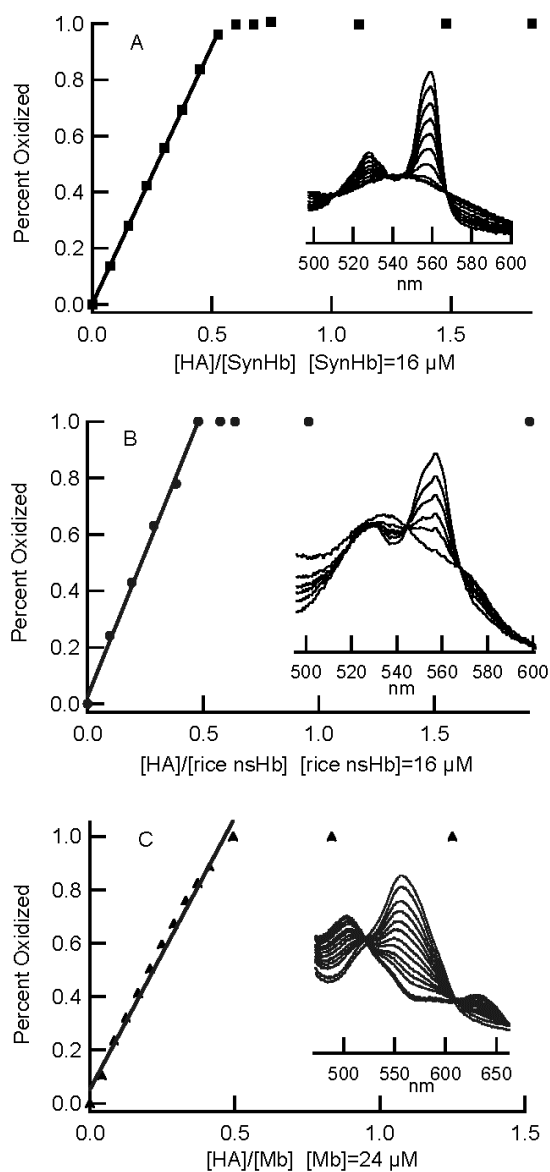 A
Percent Oxidized
1.0
0.8
0.6
0.4
0.2
0.0
500 520 540 560 580 600
nm
0.0 0.5 1.0 1.5
[HA]/[SynHb] [SynHb]=16 µM
B
Percent Oxidized
1.0
0.8
0.6
0.4
0.2
0.0
500 520 540 560 580 600
nm
0.0 0.5 1.0 1.5
[HA]/[rice nsHb] [rice nsHb]=16 µM
C
Percent Oxidized
1.0
0.8
0.6
0.4
0.2
0.0
500 550 600 650
nm
0.0 0.5 1.0 1.5
[HA]/[Mb] [Mb]=24 µM